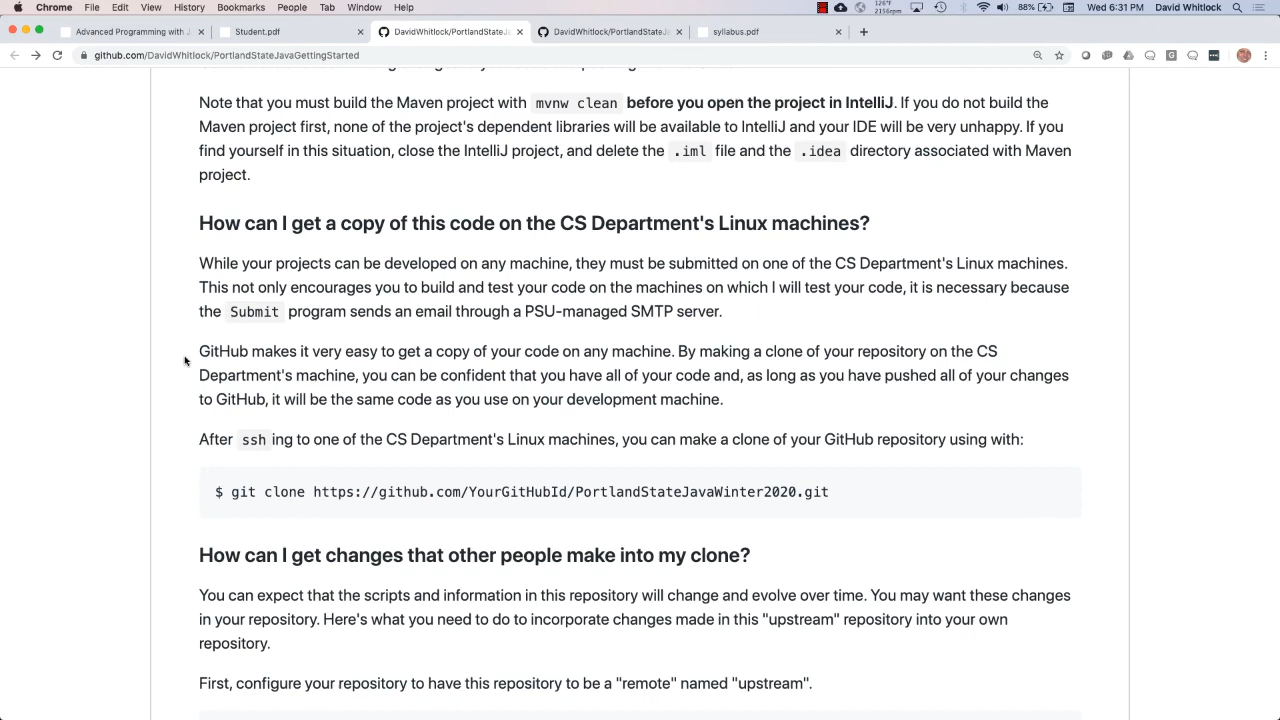 Chrome File Edit View History Bookmarks People Tab Window Help 126°F 2156rpm 88% Wed 6:31 PM David Whitlock
Advanced Programming with J Student.pdf DavidWhitlock/PortlandStateJa DavidWhitlock/PortlandStateJa syllabus.pdf
github.com/DavidWhitlock/PortlandStateJavaGettingStarted
Note that you must build the Maven project with mvnw clean before you open the project in IntelliJ. If you do not build the
Maven project first, none of the project's dependent libraries will be available to IntelliJ and your IDE will be very unhappy. If you
find yourself in this situation, close the IntelliJ project, and delete the .iml file and the .idea directory associated with Maven
project.
How can I get a copy of this code on the CS Department's Linux machines?
While your projects can be developed on any machine, they must be submitted on one of the CS Department's Linux machines.
This not only encourages you to build and test your code on the machines on which I will test your code, it is necessary because
the Submit program sends an email through a PSU-managed SMTP server.
GitHub makes it very easy to get a copy of your code on any machine. By making a clone of your repository on the CS
Department's machine, you can be confident that you have all of your code and, as long as you have pushed all of your changes
to GitHub, it will be the same code as you use on your development machine.
After sshing to one of the CS Department's Linux machines, you can make a clone of your GitHub repository using with:
$ git clone https://github.com/YourGitHubId/PortlandStateJavaWinter2020.git
How can I get changes that other people make into my clone?
You can expect that the scripts and information in this repository will change and evolve over time. You may want these changes
in your repository. Here's what you need to do to incorporate changes made in this "upstream" repository into your own
repository.
First, configure your repository to have this repository to be a "remote" named "upstream".